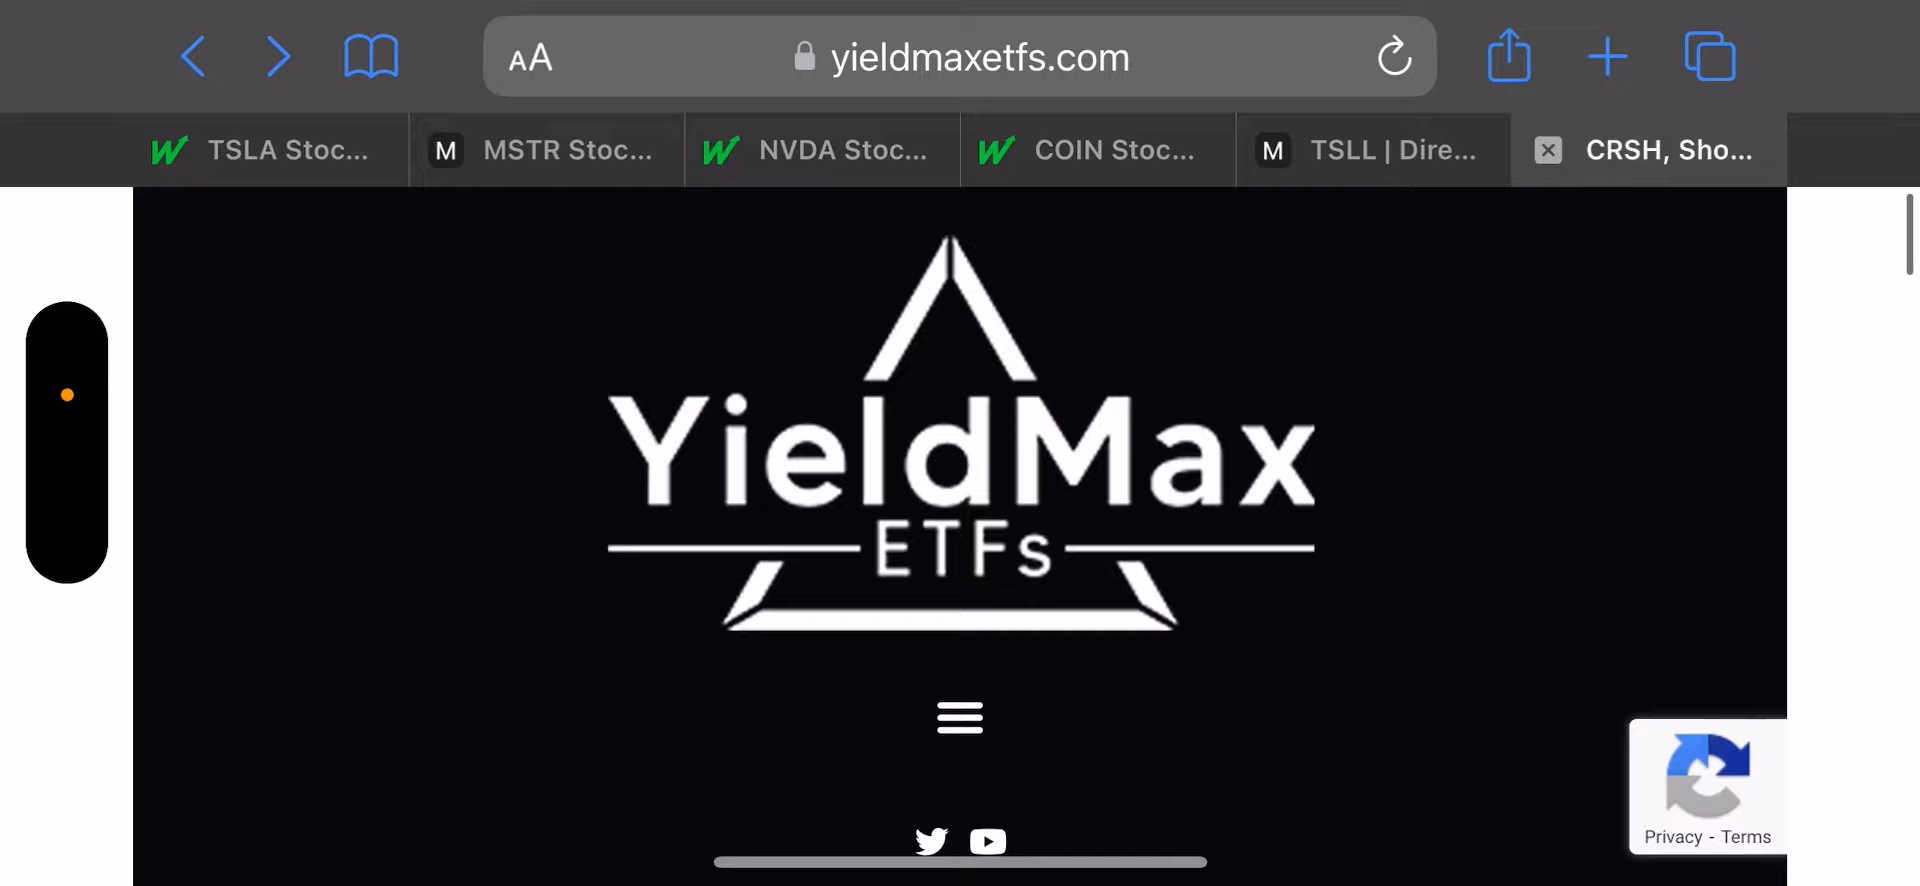 AA
yieldmaxetfs.com
TSLA Stoc...
M MSTR Stoc...
NVDA Stoc...
COIN Stoc...
M TSLL | Dire...
CRSH, Sho...
YieldMax
ETFs
Privacy - Terms